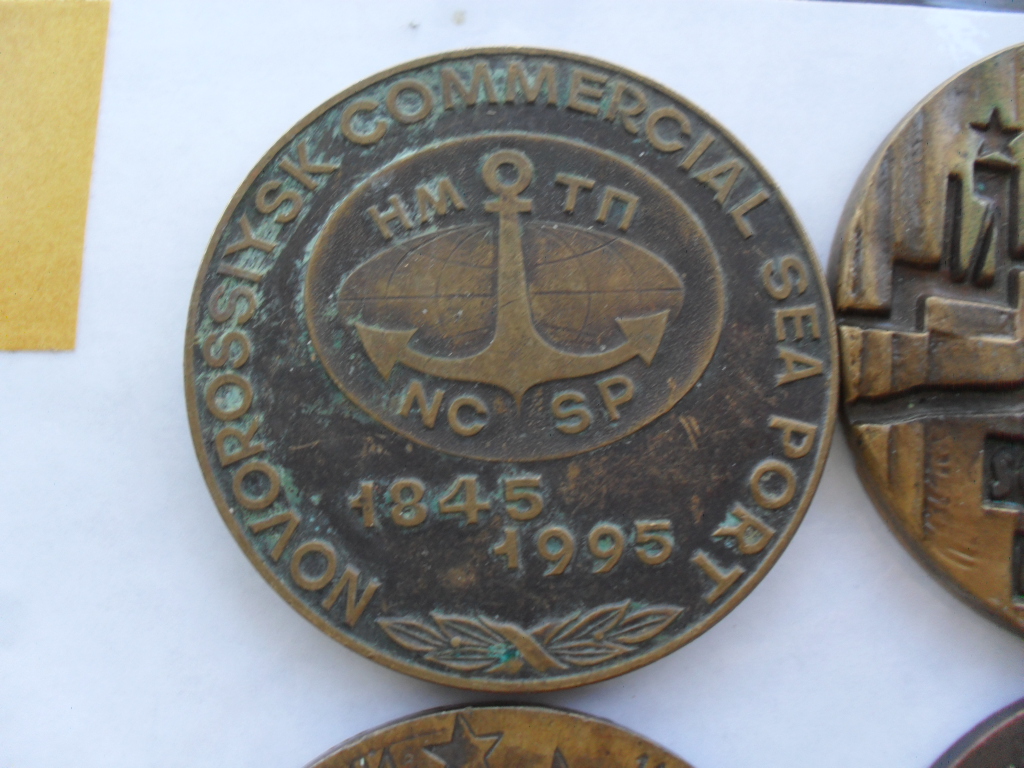 NOVOROSSIYSK COMMERCIAL SEA PORT
НМ ТП
NC SP
1845
1995